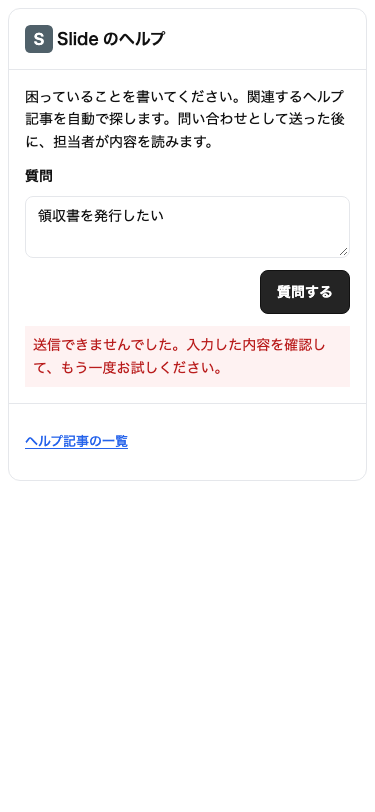 S Slide のヘルプ
困っていることを書いてください。関連するヘルプ
記事を自動で探します。問い合わせとして送った後
に、担当者が内容を読みます。
質問
領収書を発行したい
質問する
送信できませんでした。入力した内容を確認し
て、もう一度お試しください。
ヘルプ記事の一覧